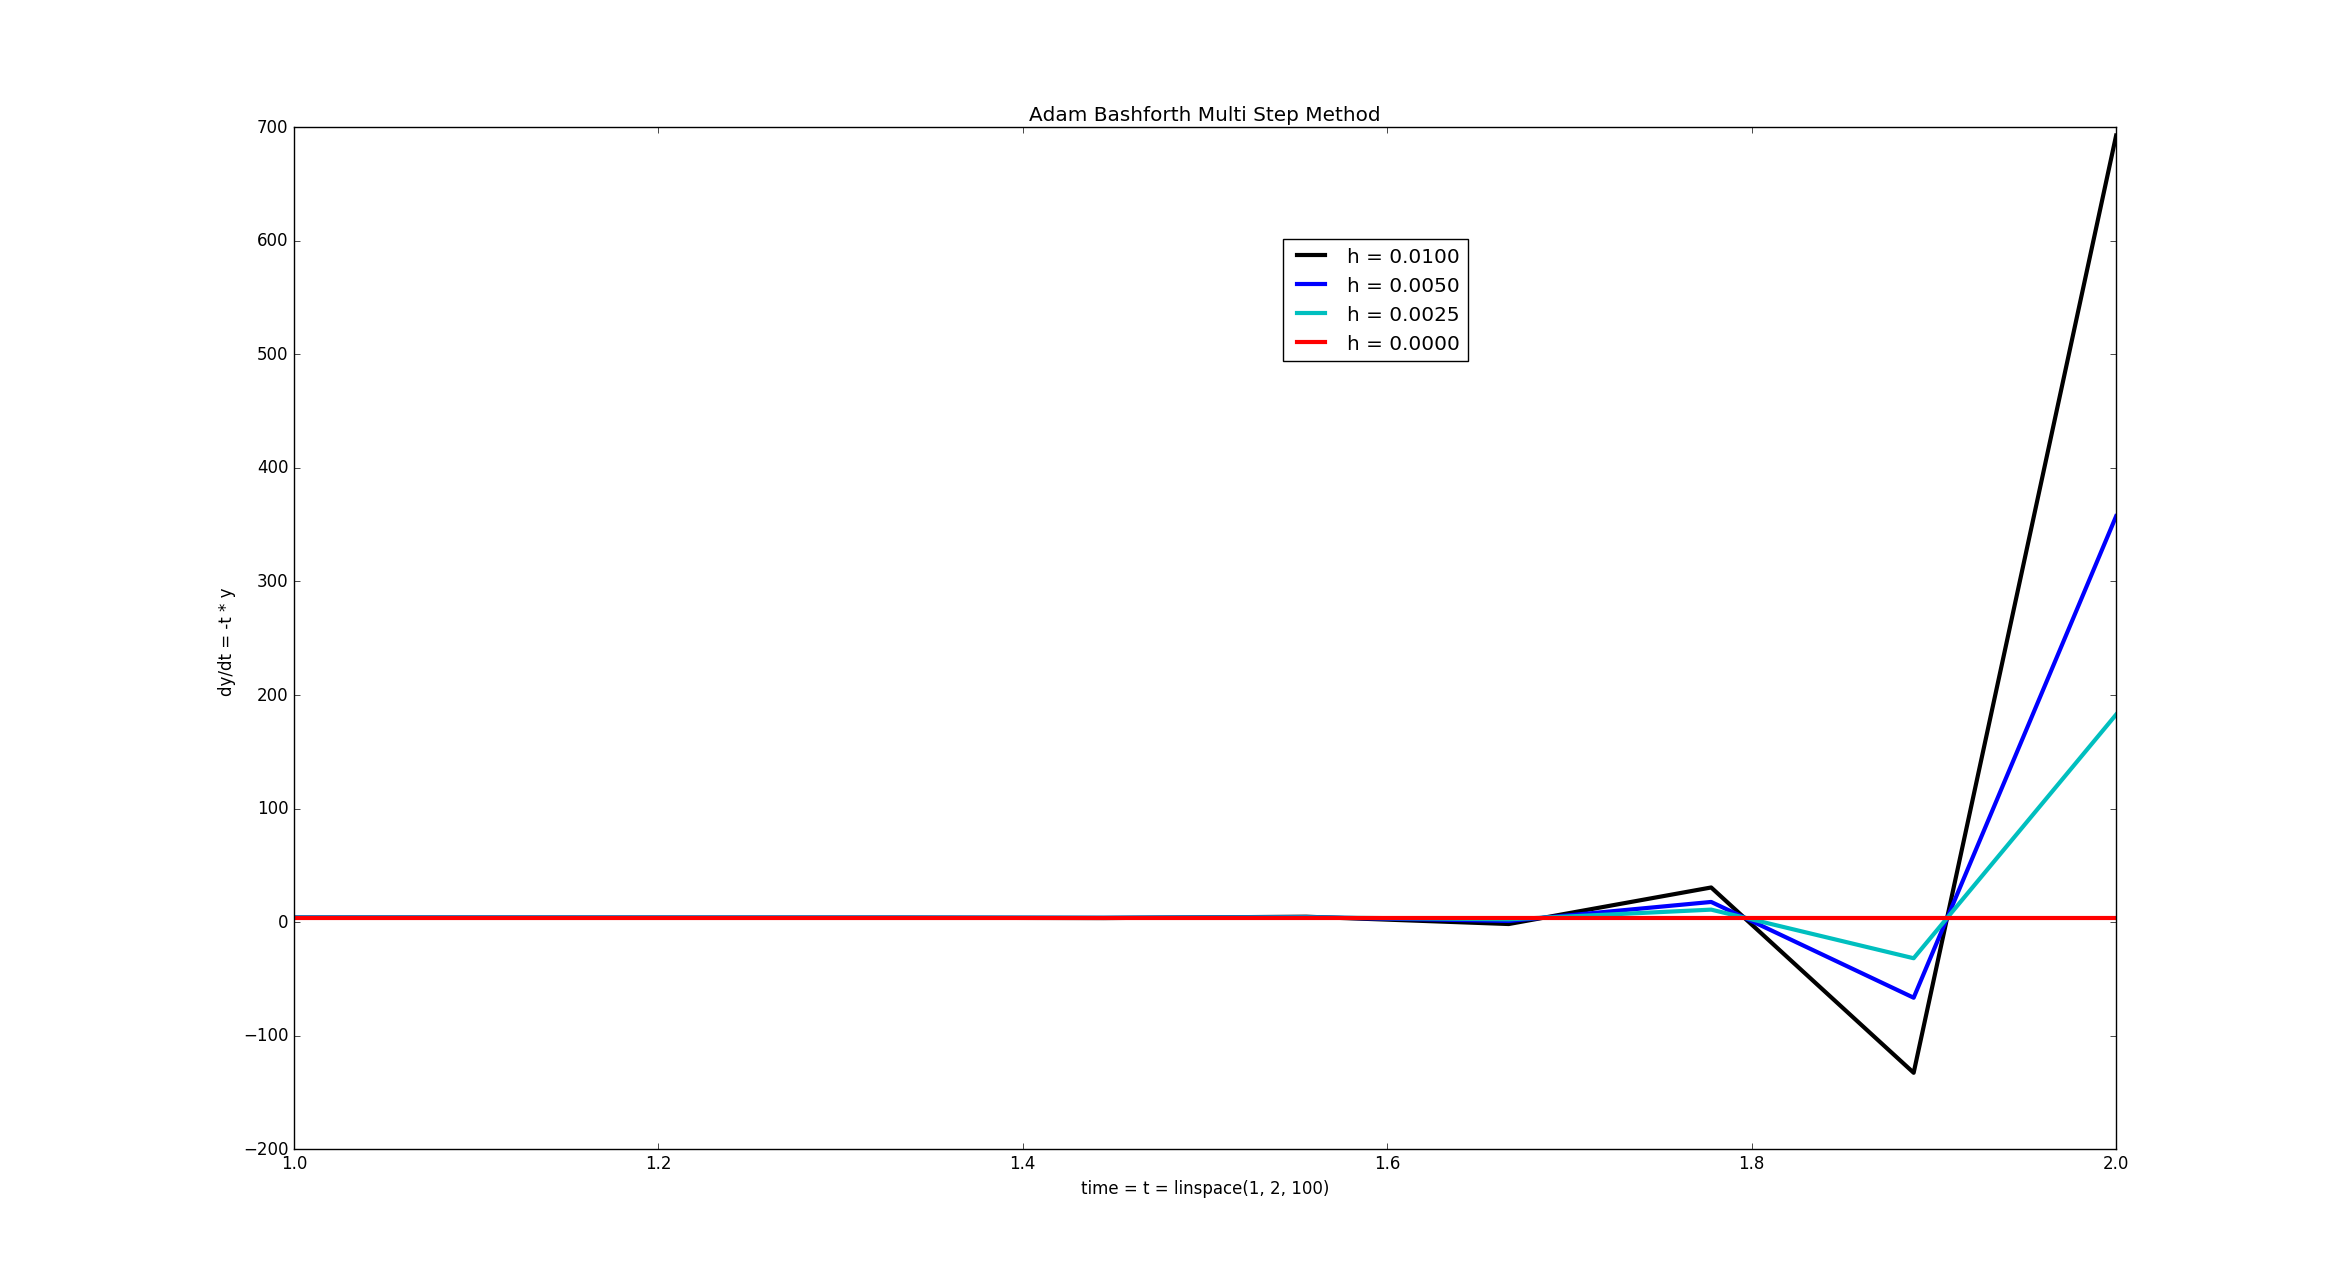 Adam Bashforth Multi Step Method
700
600
500
400
300
200
100
0
−100
−200
dy/dt = -t * y
h = 0.0100
h = 0.0050
h = 0.0025
h = 0.0000
1.0 1.2 1.4 1.6 1.8 2.0
time = t = linspace(1, 2, 100)